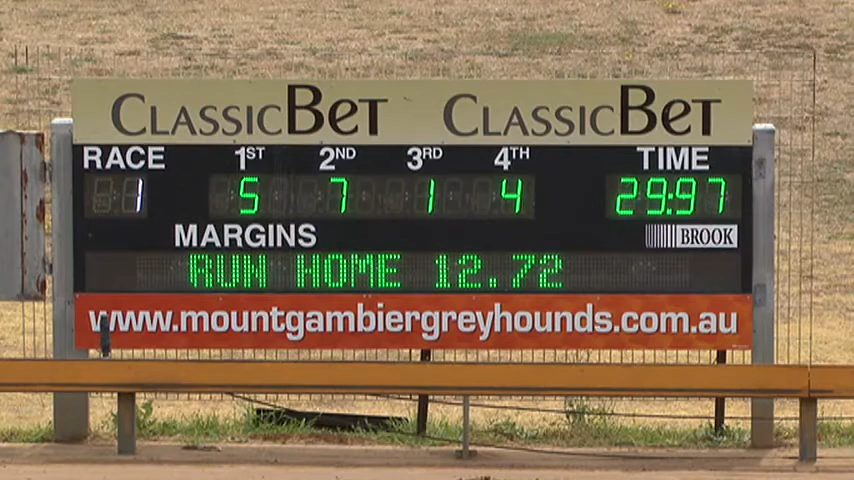 CLASSICBET CLASSICBET
RACE 1ST 2ND 3RD 4TH TIME
1 5 7 1 4 29:97
MARGINS BROOK
RUN HOME 12.72
www.mountgambiergreyhounds.com.au